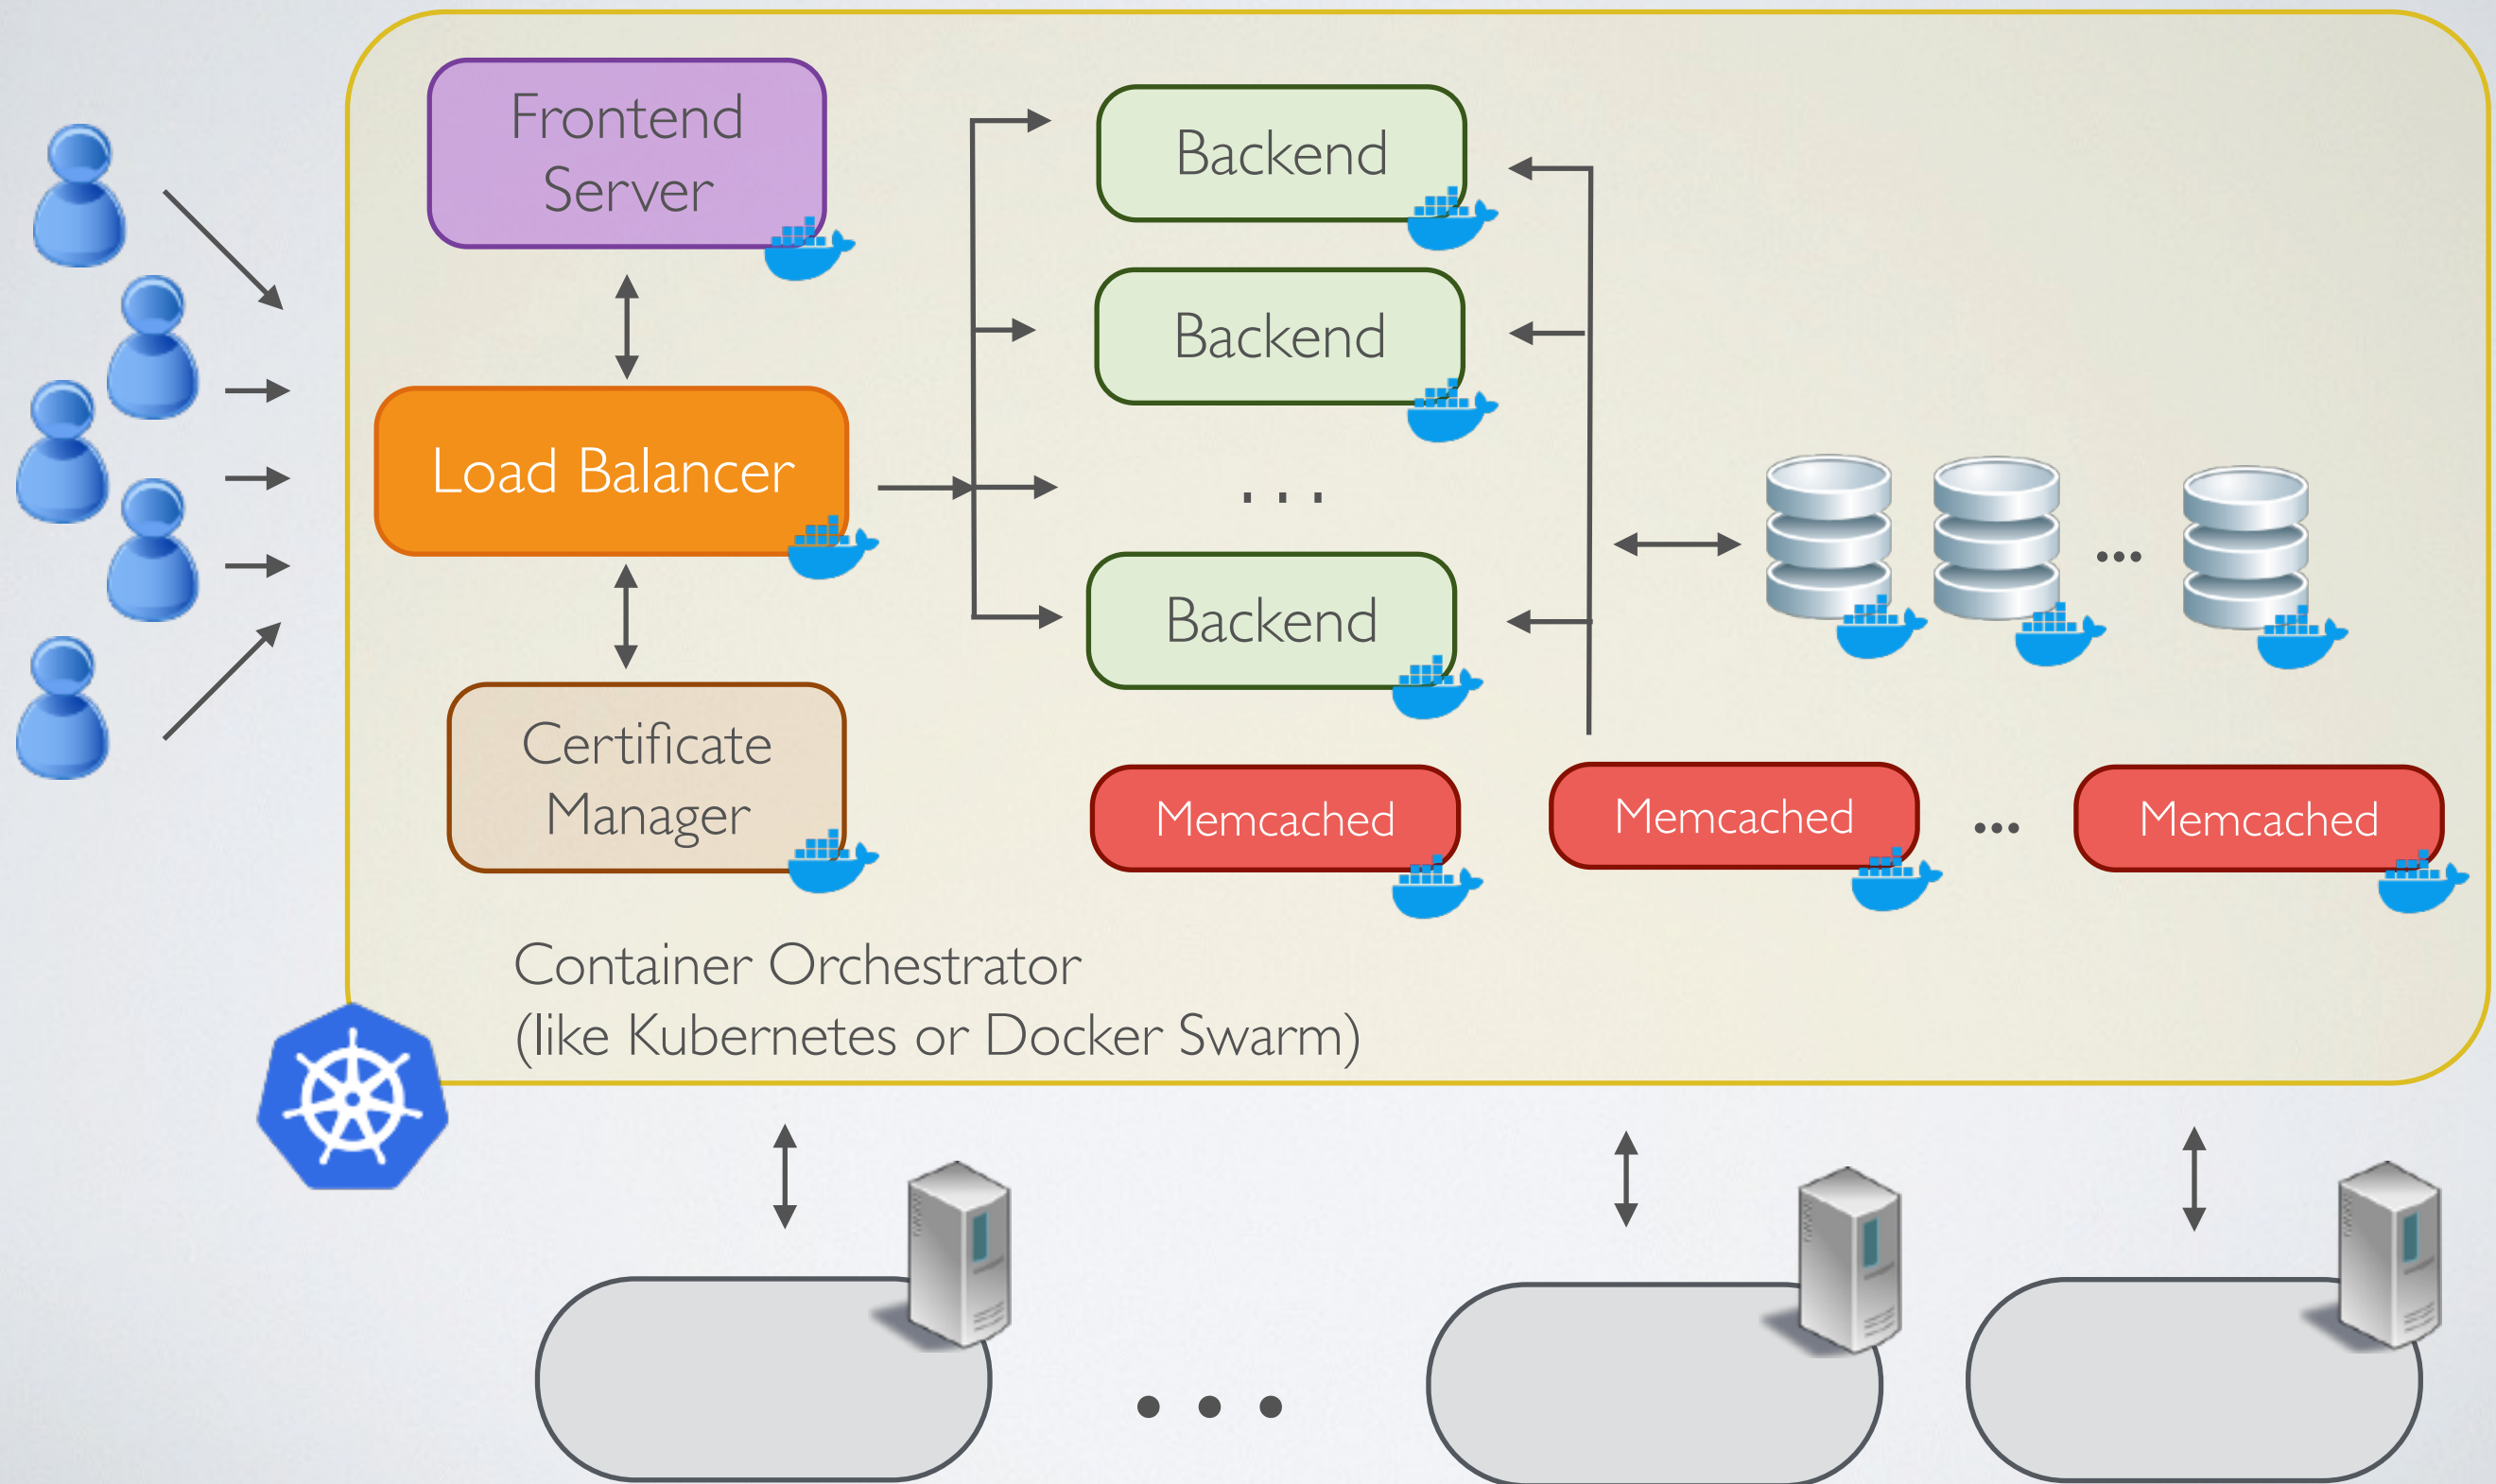 Frontend
Server
Backend
Backend
Load Balancer
...
Backend
...
Certificate
Manager
Memcached
Memcached
...
Memcached
Container Orchestrator
(like Kubernetes or Docker Swarm)
...